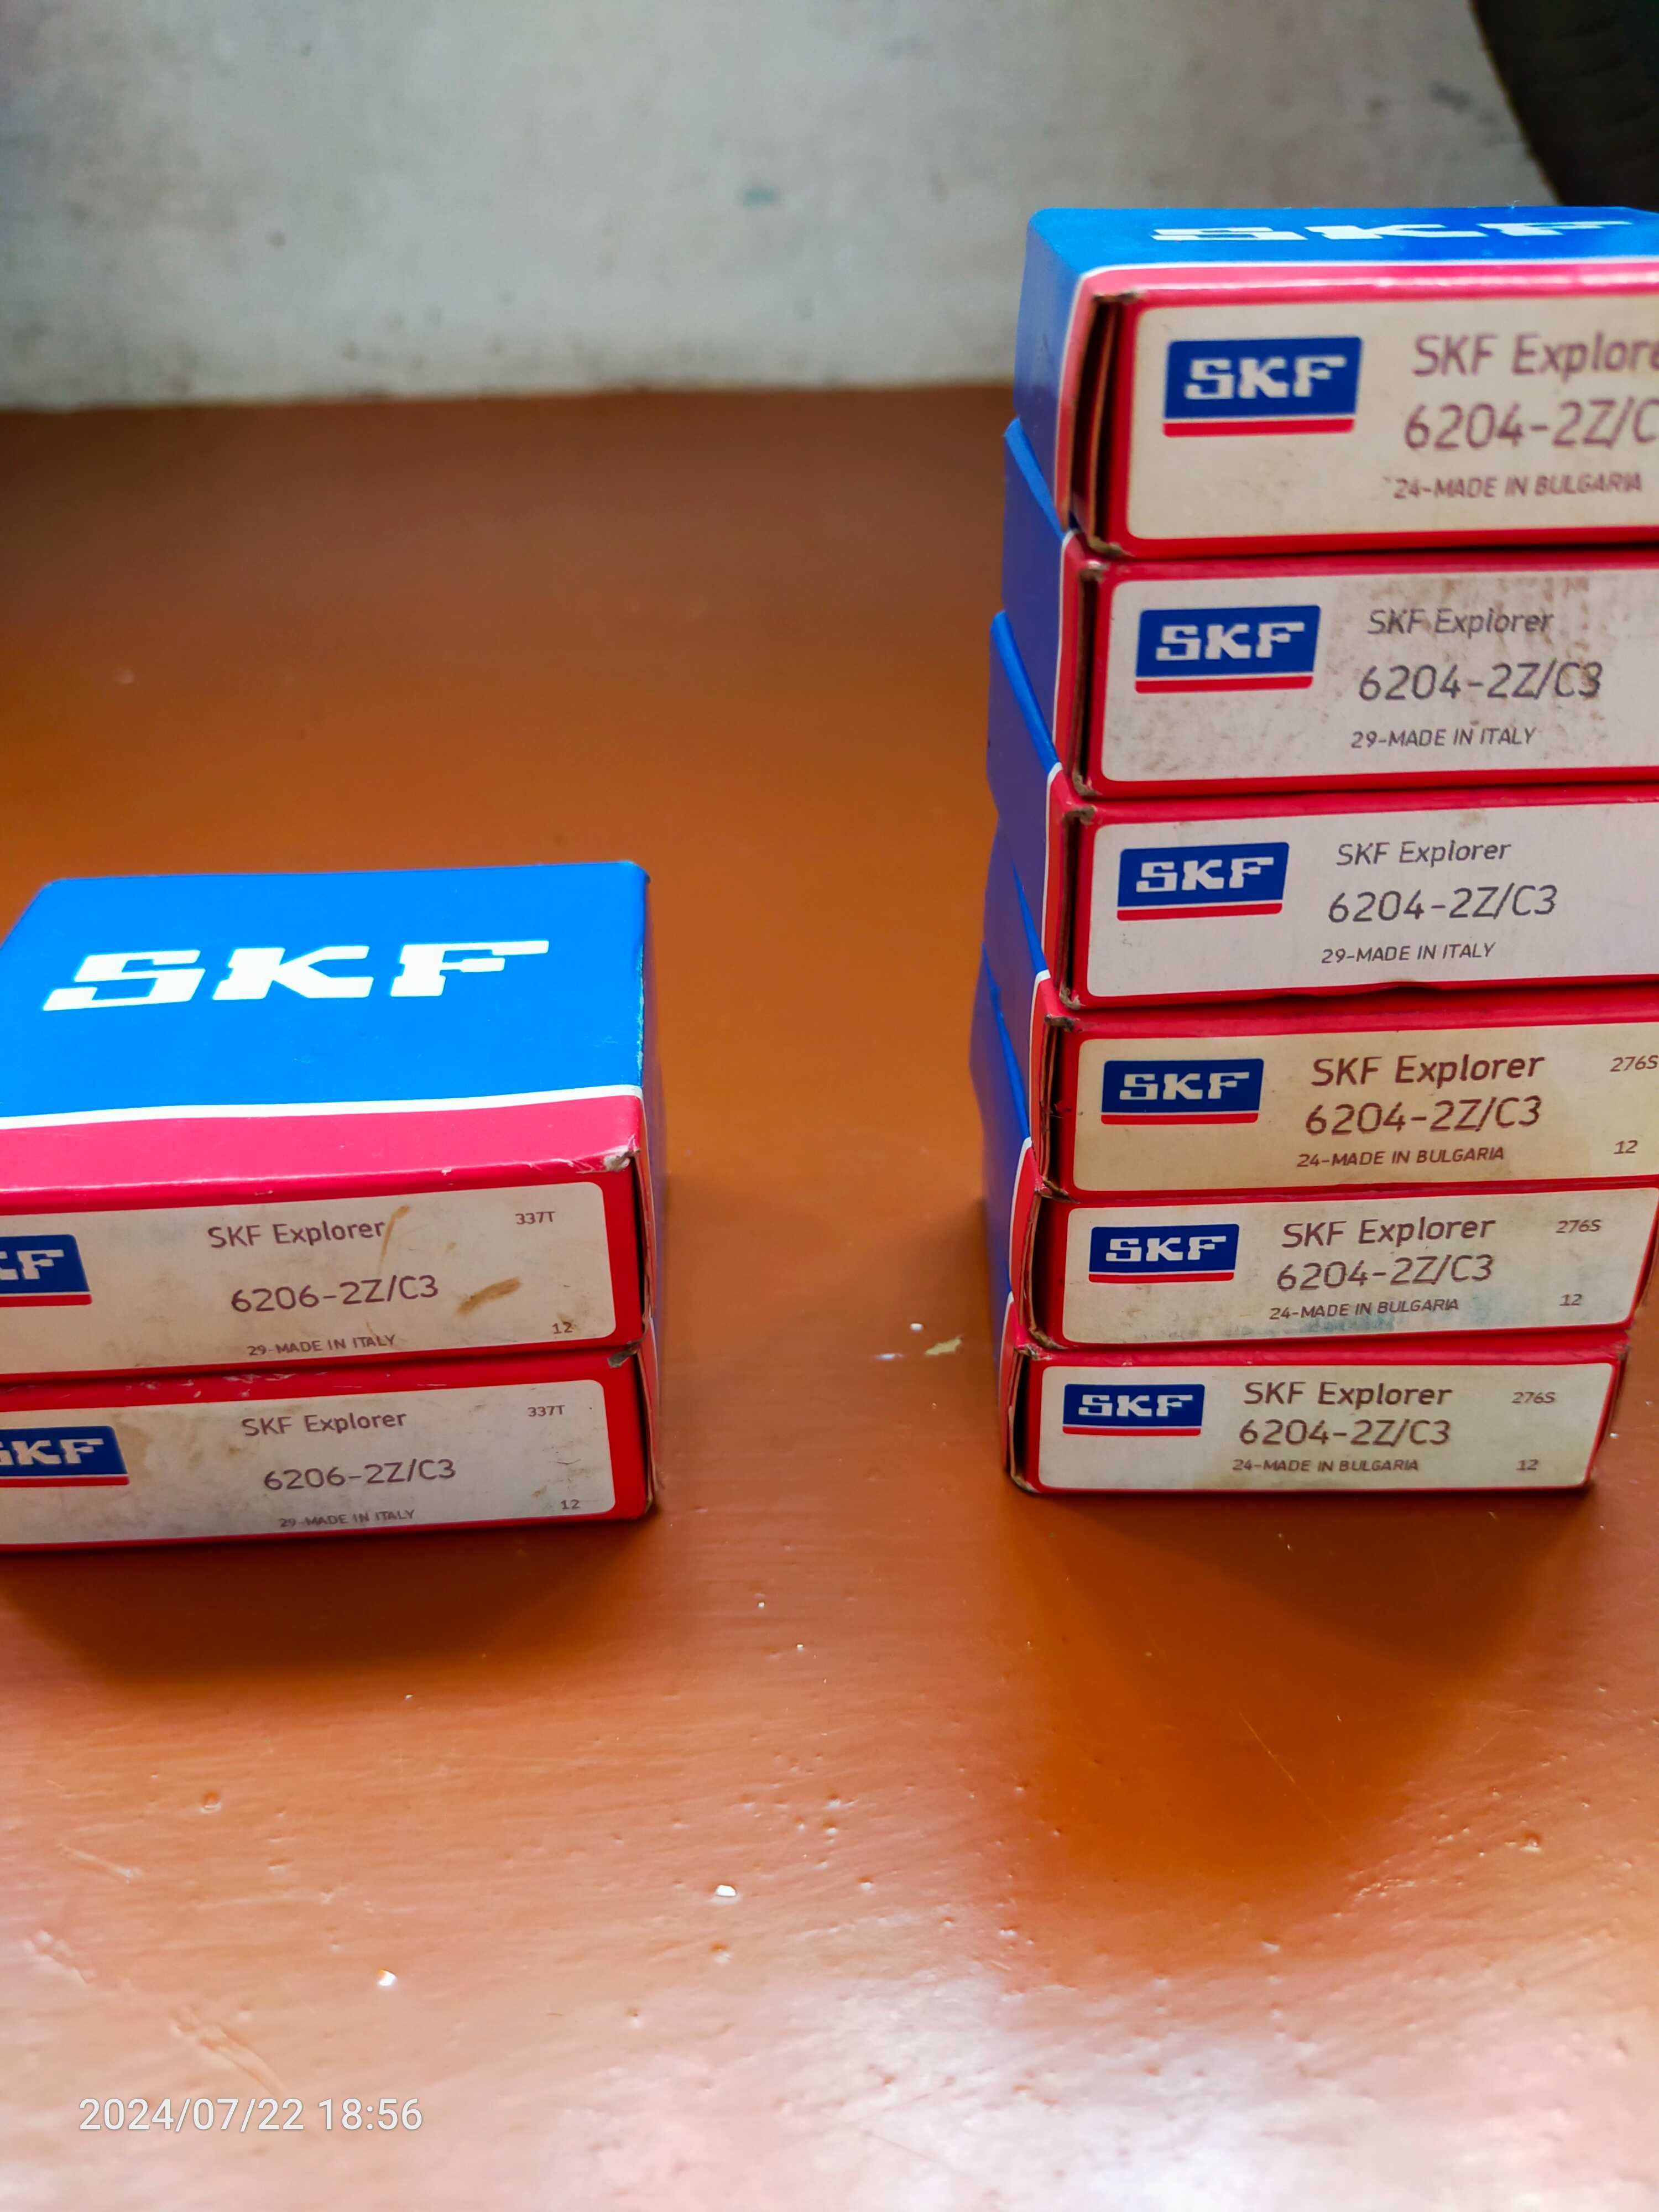 SKF
SKF
SKF Explorer
337T
6206-2Z/C3
29-MADE IN ITALY
12
SKF
SKF Explorer
337T
6206-2Z/C3
29-MADE IN ITALY
12
SKF
SKF
SKF Explore
6204-2Z/C
24-MADE IN BULGARIA
SKF
SKF Explorer
6204-2Z/C3
29-MADE IN ITALY
SKF
SKF Explorer
6204-2Z/C3
29-MADE IN ITALY
SKF
SKF Explorer
276S
6204-2Z/C3
24-MADE IN BULGARIA
12
SKF
SKF Explorer
276S
6204-2Z/C3
24-MADE IN BULGARIA
12
SKF
SKF Explorer
276S
6204-2Z/C3
24-MADE IN BULGARIA
12
2024/07/22 18:56